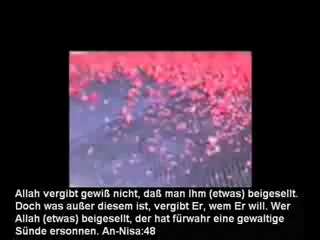 Allah vergibt gewiß nicht, daß man Ihm (etwas) beigesellt.
Doch was außer diesem ist, vergibt Er, wem Er will. Wer
Allah (etwas) beigesellt, der hat fürwahr eine gewaltige
Sünde ersonnen. An-Nisa:48